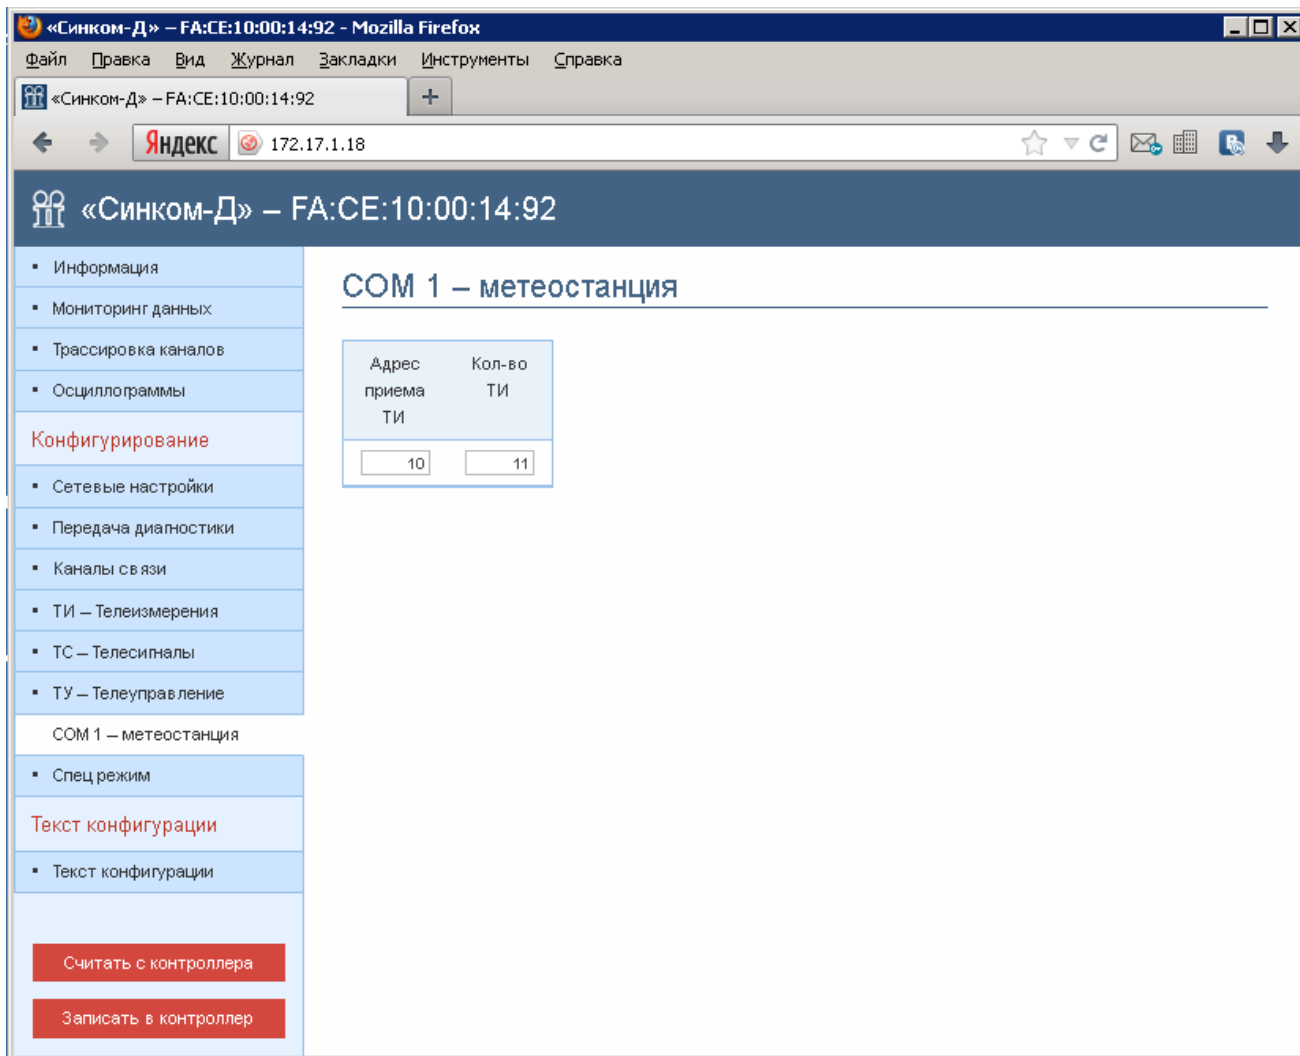 «Синком-Д» – FA:CE:10:00:14:92 - Mozilla Firefox
Файл Правка Вид Журнал Закладки Инструменты Справка
«Синком-Д» – FA:CE:10:00:14:92
Яндекс 172.17.1.18
«Синком-Д» – FA:CE:10:00:14:92
Информация
Мониторинг данных
Трассировка каналов
Осциллограммы
Конфигурирование
Сетевые настройки
Передача диагностики
Каналы связи
ТИ – Телеизмерения
ТС – Телесигналы
ТУ – Телеуправление
COM 1 – метеостанция
Спец режим
Текст конфигурации
Текст конфигурации
Считать с контроллера
Записать в контроллер
COM 1 – метеостанция
Адрес Кол-во
приема ТИ
ТИ
10 11